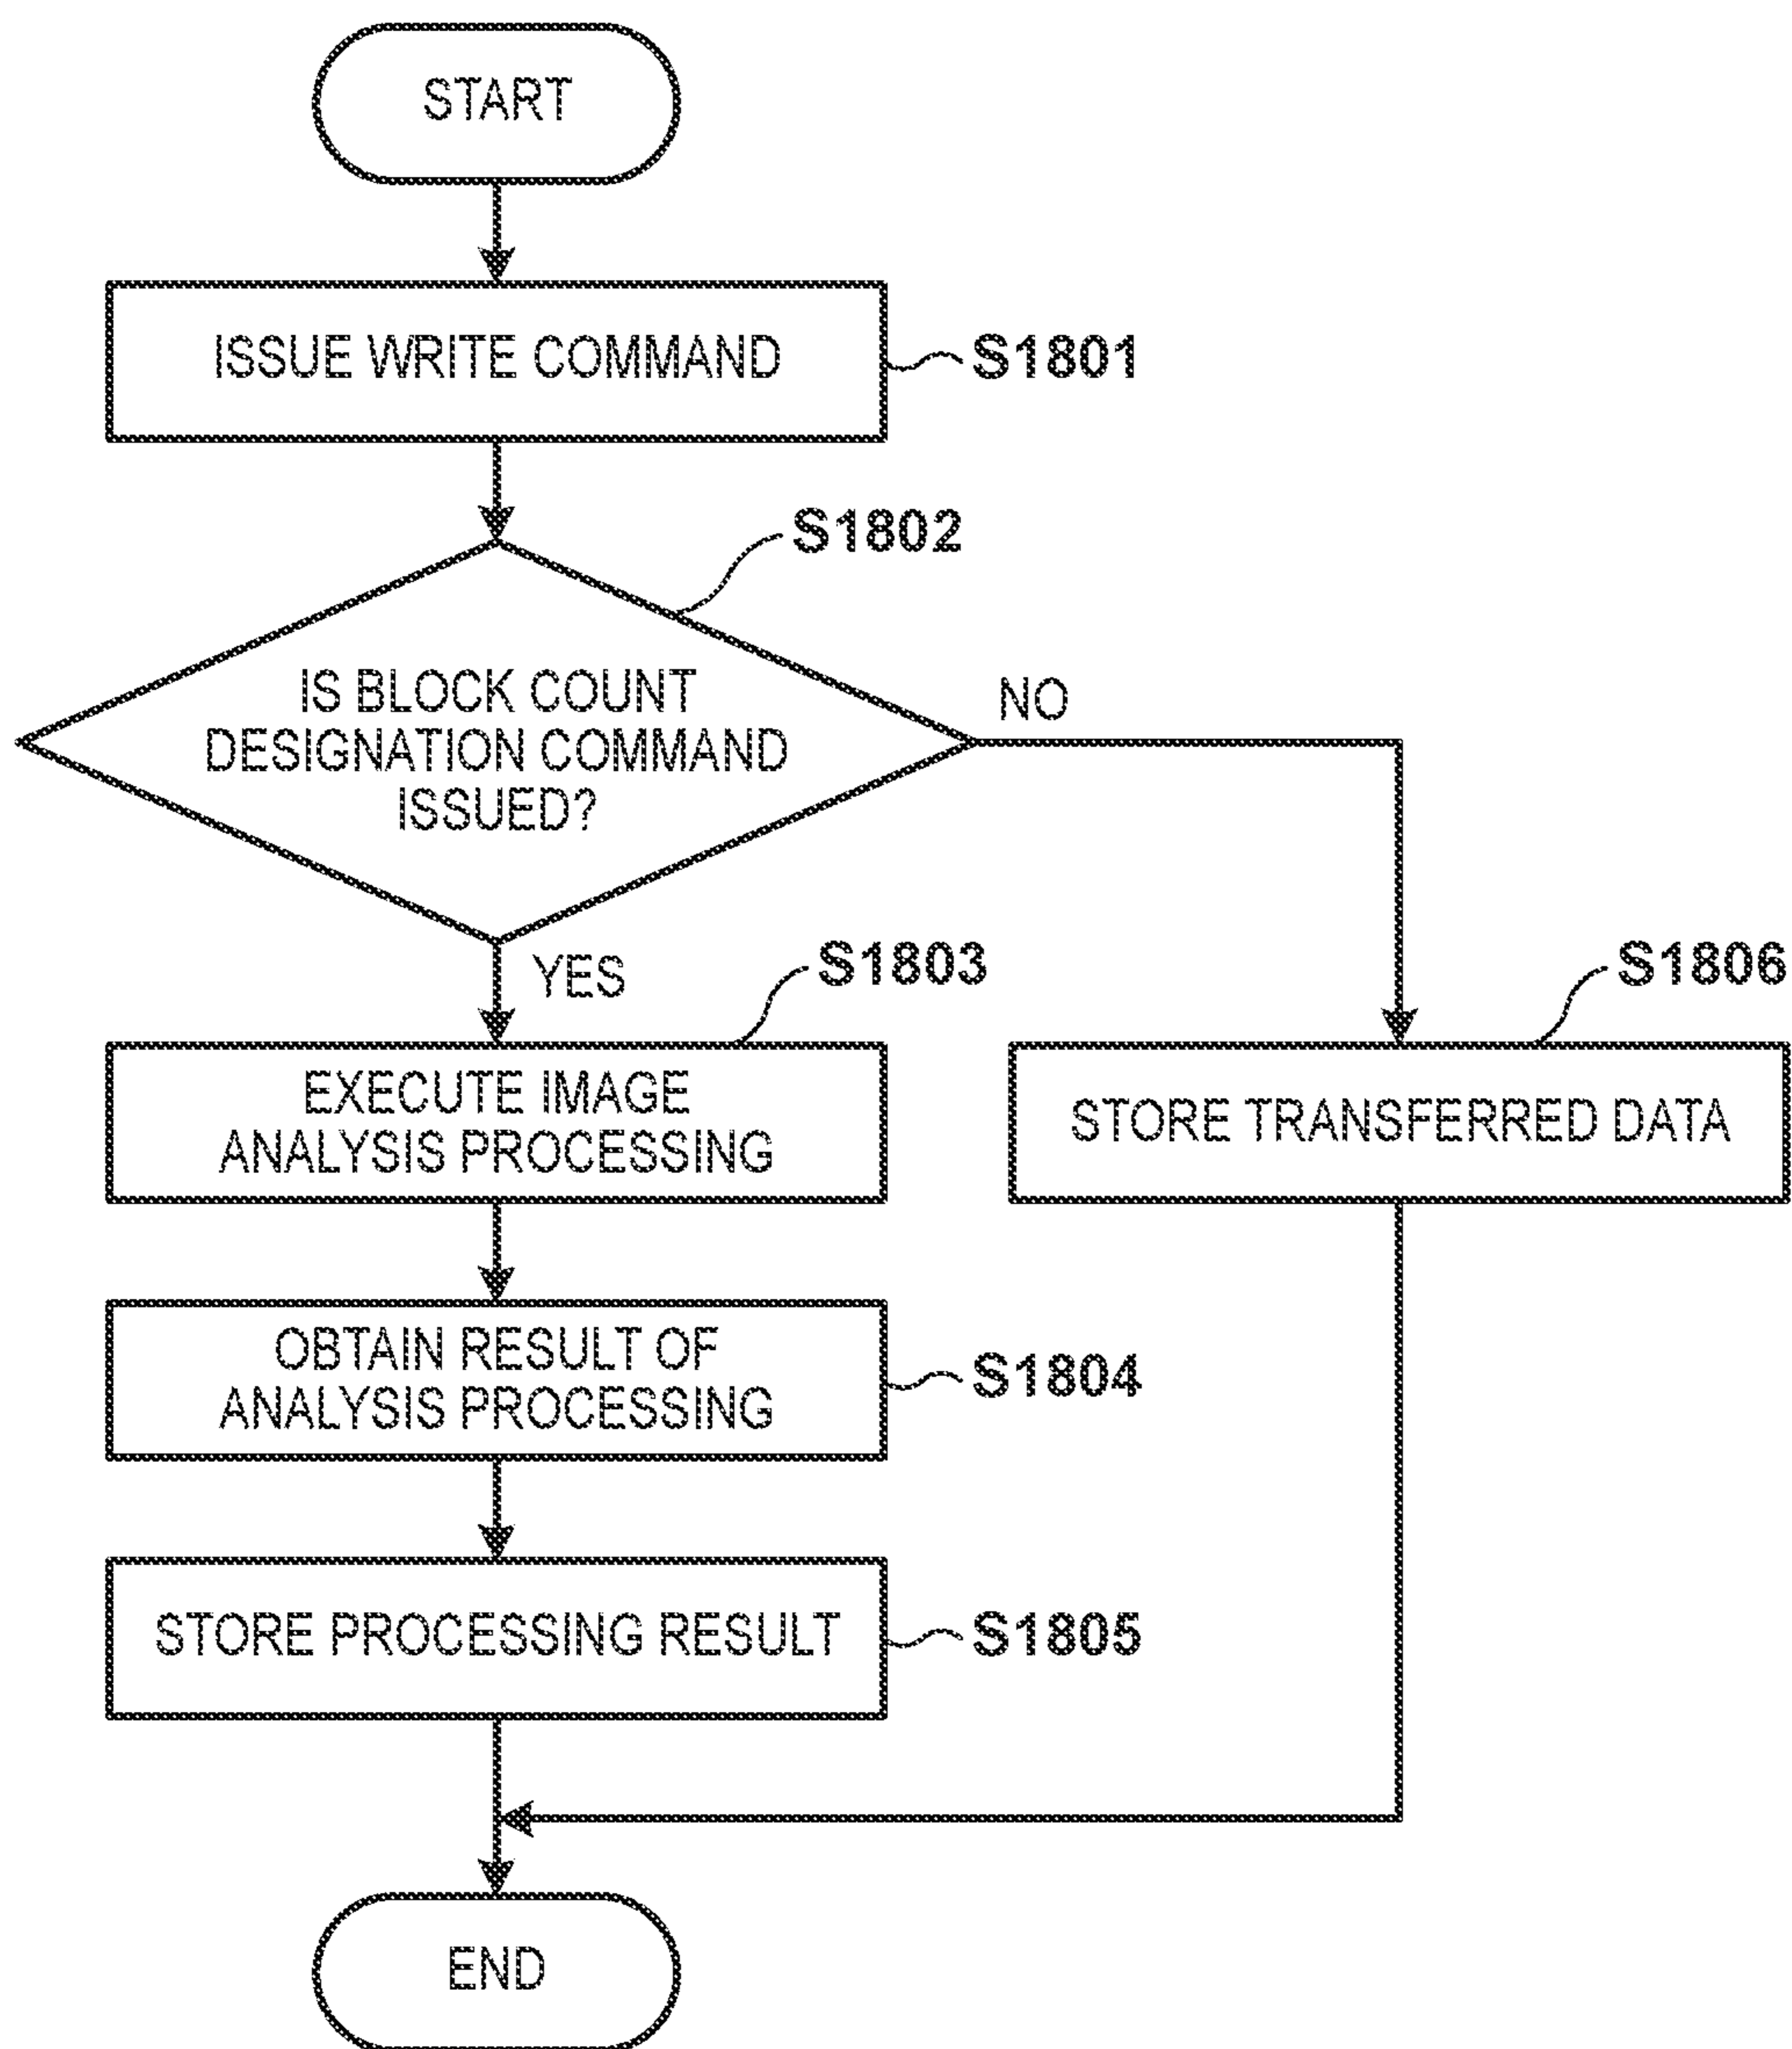 START
ISSUE WRITE COMMAND
S1801
S1802
IS BLOCK COUNT
DESIGNATION COMMAND
ISSUED?
NO
YES
S1803
EXECUTE IMAGE
ANALYSIS PROCESSING
S1806
STORE TRANSFERRED DATA
OBTAIN RESULT OF
ANALYSIS PROCESSING
S1804
STORE PROCESSING RESULT
S1805
END